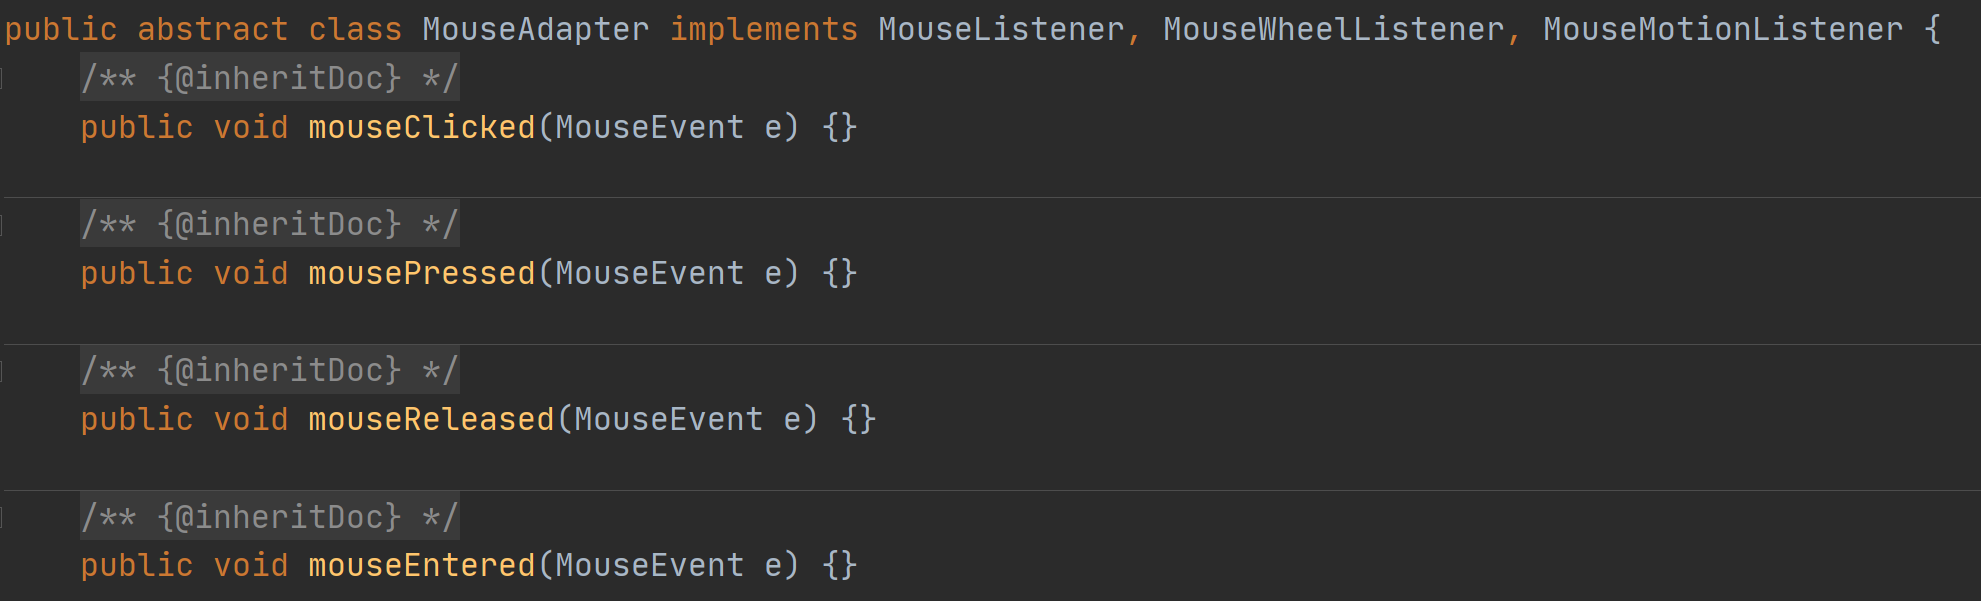 public abstract class MouseAdapter implements MouseListener, MouseWheelListener, MouseMotionListener {
/** {@inheritDoc} */
public void mouseClicked(MouseEvent e) {}
/** {@inheritDoc} */
public void mousePressed(MouseEvent e) {}
/** {@inheritDoc} */
public void mouseReleased(MouseEvent e) {}
/** {@inheritDoc} */
public void mouseEntered(MouseEvent e) {}